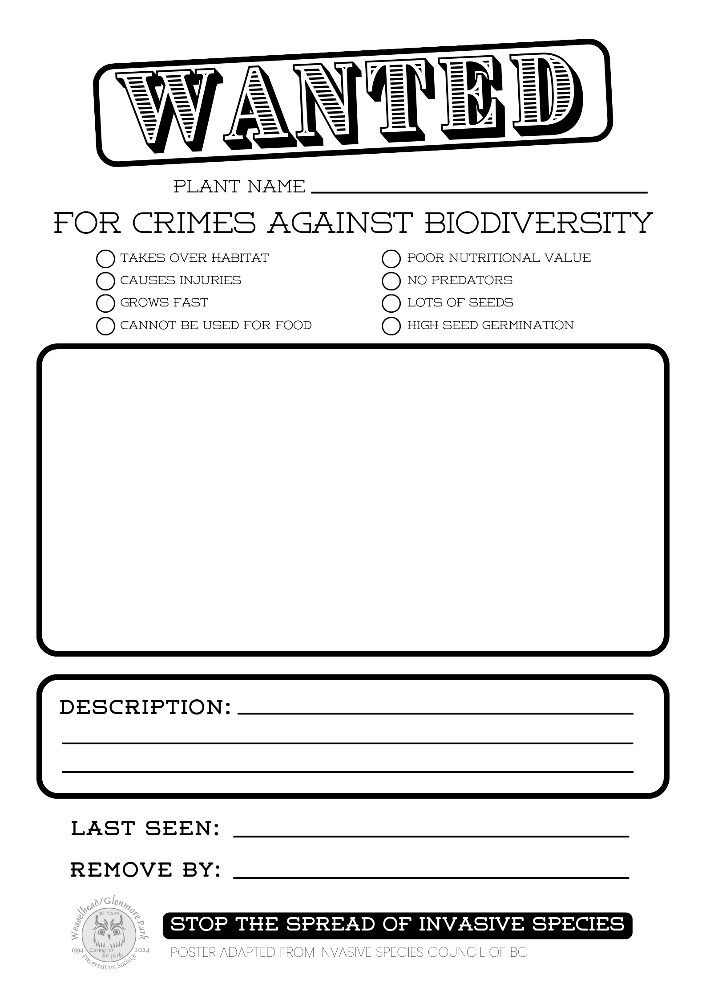 WANTED
PLANT NAME
FOR CRIMES AGAINST BIODIVERSITY
TAKES OVER HABITAT
CAUSES INJURIES
GROWS FAST
CANNOT BE USED FOR FOOD
POOR NUTRITIONAL VALUE
NO PREDATORS
LOTS OF SEEDS
HIGH SEED GERMINATION
DESCRIPTION:
LAST SEEN:
REMOVE BY:
Weaselhead/Glenmore Park
30 Years
1994
Caring for
our parks
2024
Preservation Society
STOP THE SPREAD OF INVASIVE SPECIES
POSTER ADAPTED FROM INVASIVE SPECIES COUNCIL OF BC